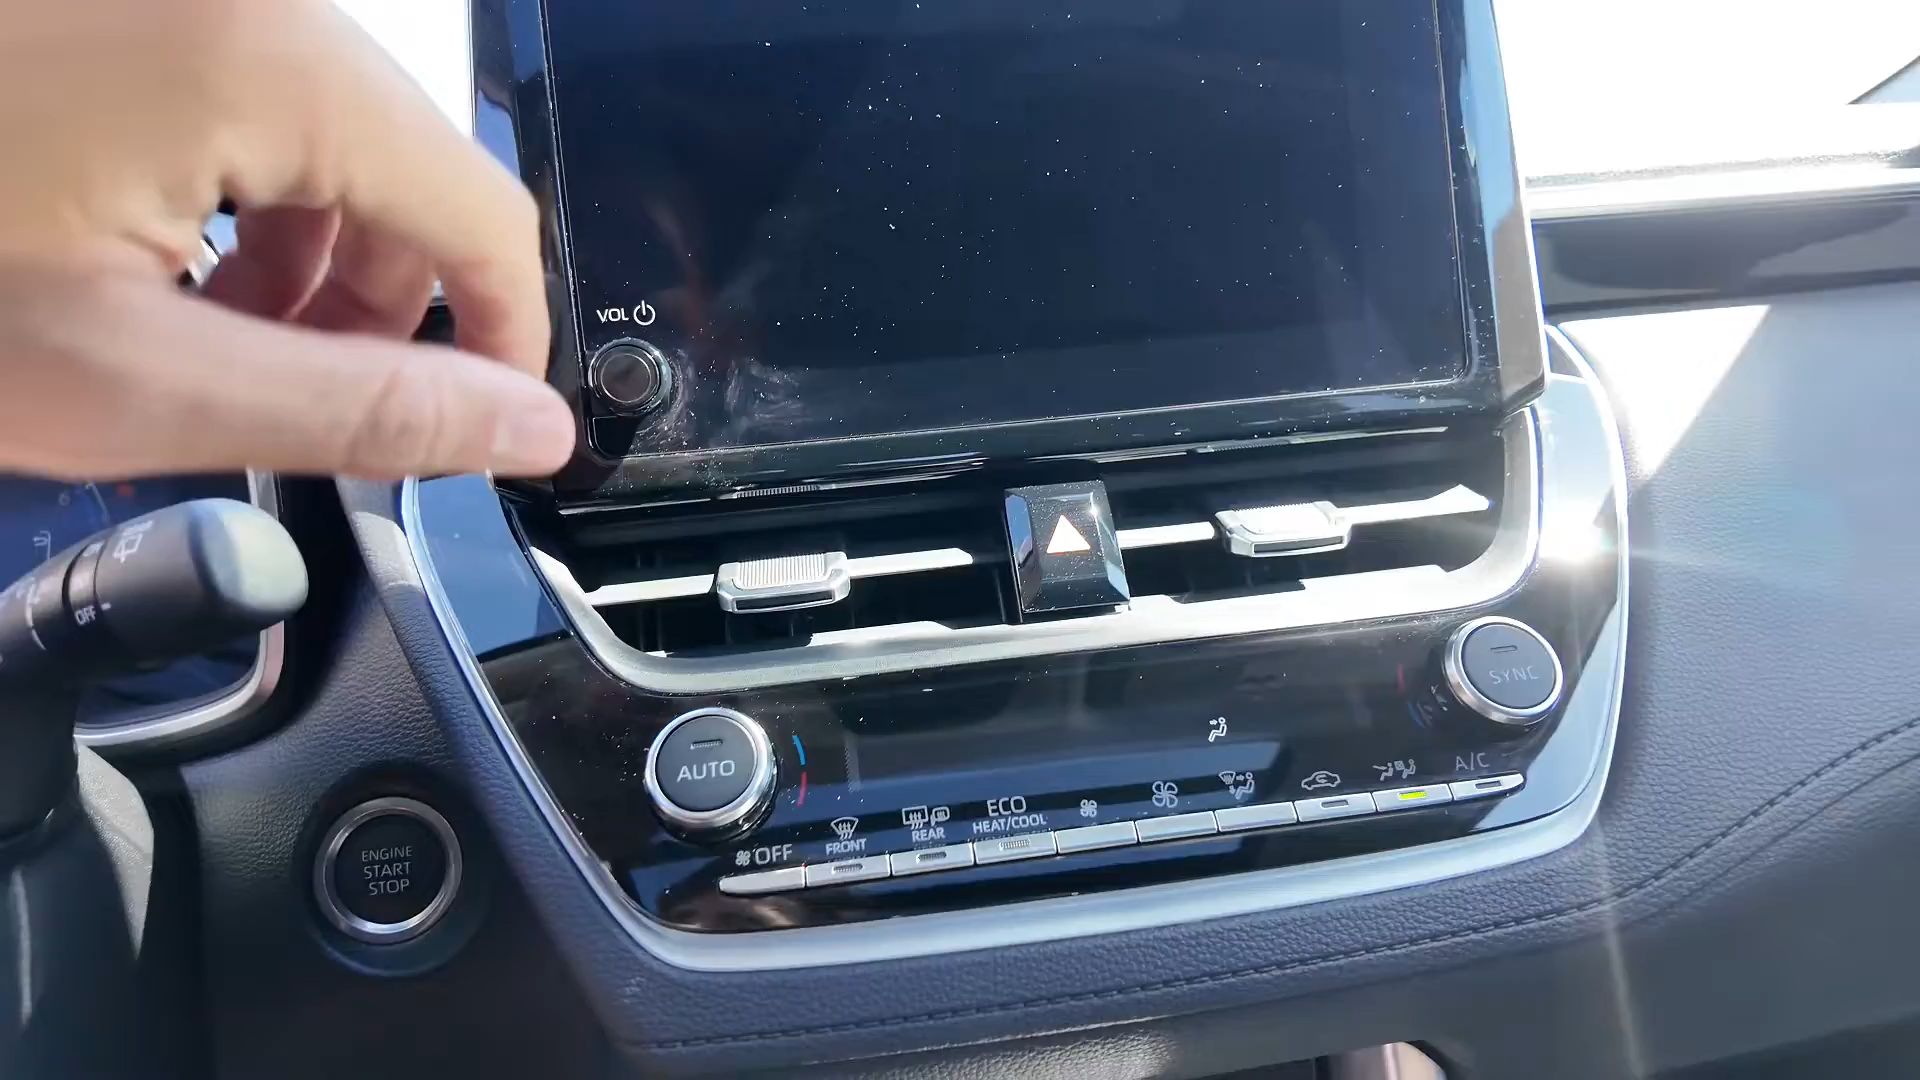 VOL
OFF
SYNC
AUTO
A/C
ECO
HEAT/COOL
REAR
FRONT
OFF
ENGINE
START
STOP